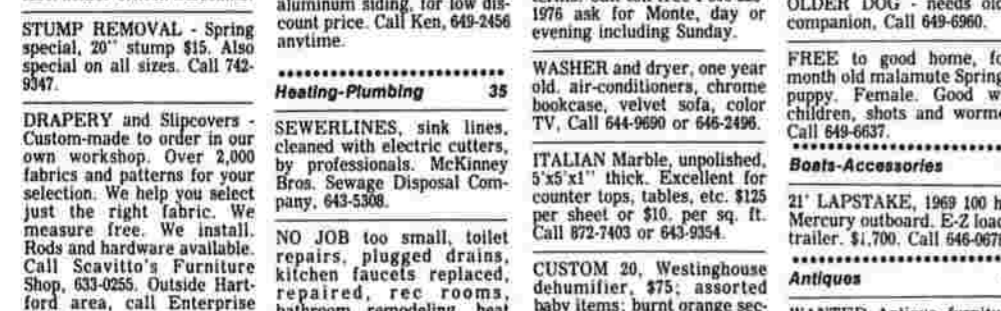 STUMP REMOVAL - Spring
special, 20'' stump $15. Also
special on all sizes. Call 742-
9347.
DRAPERY and Slipcovers -
Custom-made to order in our
own workshop. Over 2,000
fabrics and patterns for your
selection. We help you select
just the right fabric. We
measure free. We install.
Rods and hardware available.
Call Scavitto's Furniture
Shop, 633-0255. Outside Hart-
ford area, call Enterprise
aluminum siding, for low dis-
count price. Call Ken, 649-2456
anytime.
Heating-Plumbing 35
SEWERLINES, sink lines,
cleaned with electric cutters,
by professionals. McKinney
Bros. Sewage Disposal Com-
pany, 643-5308.
NO JOB too small, toilet
repairs, plugged drains,
kitchen faucets replaced,
repaired, rec rooms,
bathroom remodeling, heat
1976 ask for Monte, day or
evening including Sunday.
WASHER and dryer, one year
old. air-conditioners, chrome
bookcase, velvet sofa, color
TV, Call 644-9690 or 646-2496.
ITALIAN Marble, unpolished,
5'x5'x1'' thick. Excellent for
counter tops, tables, etc. $125
per sheet or $10. per sq. ft.
Call 872-7403 or 643-9354.
CUSTOM 20, Westinghouse
dehumifier, $75; assorted
baby items; burnt orange sec-
OLDER DOG - needs
companion, Call 649-6960.
FREE to good home,
month old malamute
puppy. Female. Good
children, shots and
Call 649-6637.
Boats-Accessories
21' LAPSTAKE, 1969 100
Mercury outboard. E-Z
trailer. $1,700. Call
Antiques
WANTED Antique